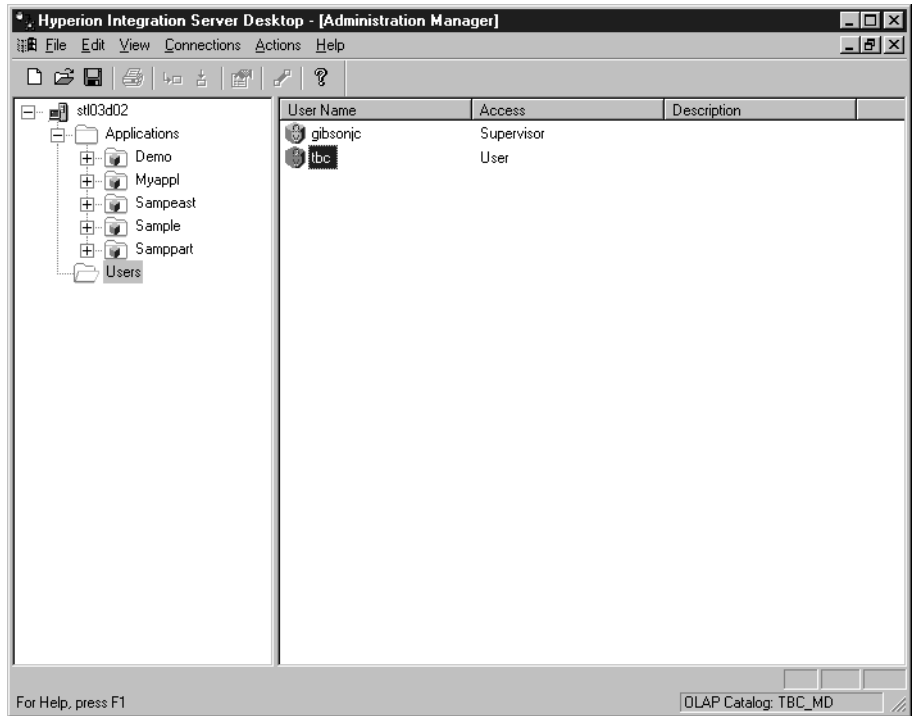 Hyperion Integration Server Desktop - [Administration Manager]
File Edit View Connections Actions Help
stl03d02
Applications
Demo
Myappl
Sampeast
Sample
Samppart
Users
User Name Access Description
gibsonjc Supervisor
tbc User
For Help, press F1
OLAP Catalog: TBC_MD